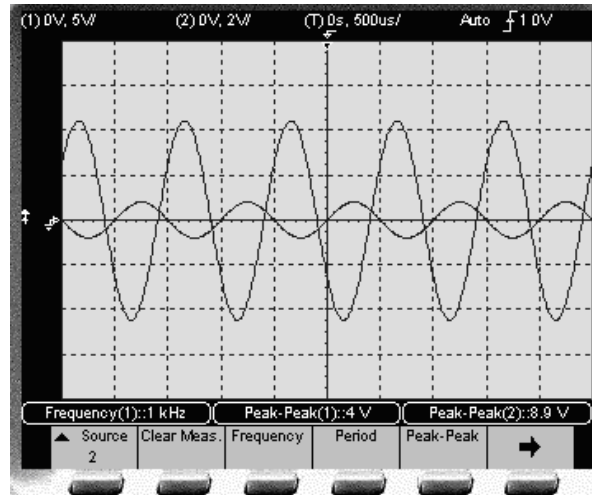 (1) 0V, 5V/ (2) 0V, 2V/ (T) 0s, 500us/ Auto 1 0V
Frequency(1)::1 kHz Peak-Peak(1)::4 V Peak-Peak(2)::8.9 V
Source 2 Clear Meas. Frequency Period Peak-Peak